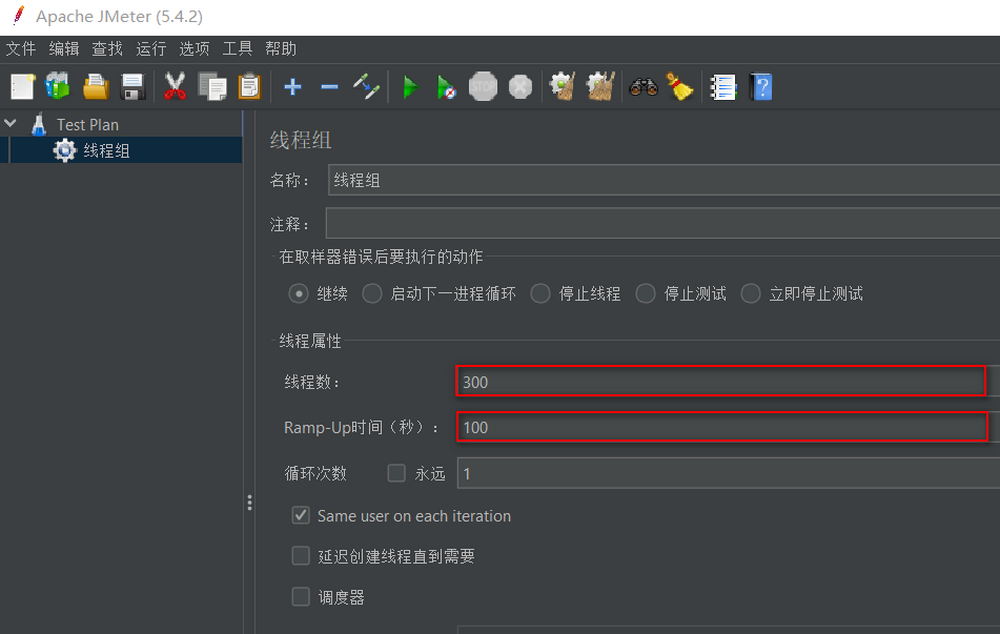 Apache JMeter (5.4.2)
文件 编辑 查找 运行 选项 工具 帮助
STOP
Test Plan
线程组
线程组
名称： 线程组
注释：
在取样器错误后要执行的动作
继续 启动下一进程循环 停止线程 停止测试 立即停止测试
线程属性
线程数： 300
Ramp-Up时间（秒）： 100
循环次数 永远 1
Same user on each iteration
延迟创建线程直到需要
调度器